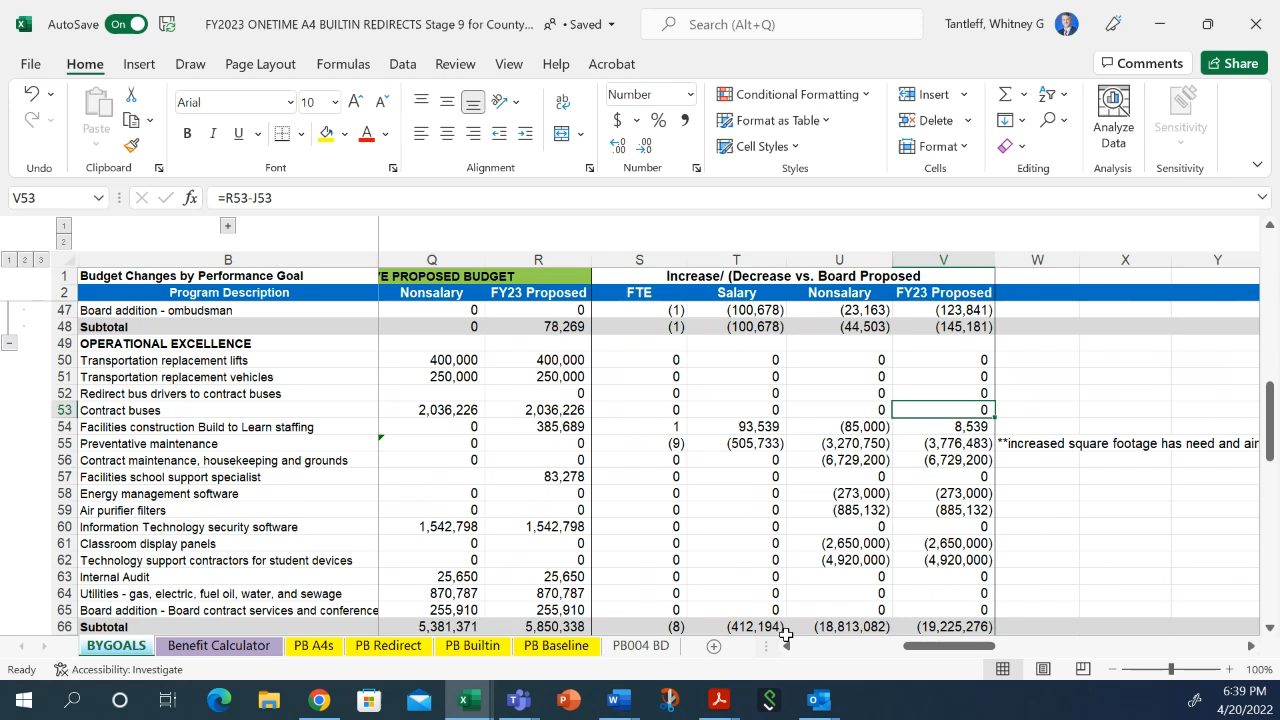 AutoSave On FY2023 ONETIME A4 BUILTIN REDIRECTS Stage 9 for County... • Saved Search (Alt+Q) Tantleff, Whitney G
File Home Insert Draw Page Layout Formulas Data Review View Help Acrobat Comments Share
Arial 10 Number Conditional Formatting Insert
Paste Format as Table Delete Analyze Data Sensitivity
Cell Styles Format
Undo Clipboard Font Alignment Number Styles Cells Editing Analysis Sensitivity
V53 fx =R53-J53
1
2
1 2 3 B Q R S T U V W X Y
1 Budget Changes by Performance Goal E PROPOSED BUDGET Increase/ (Decrease vs. Board Proposed
2 Program Description Nonsalary FY23 Proposed FTE Salary Nonsalary FY23 Proposed
47 Board addition - ombudsman 0 0 (1) (100,678) (23,163) (123,841)
48 Subtotal 0 78,269 (1) (100,678) (44,503) (145,181)
49 OPERATIONAL EXCELLENCE
50 Transportation replacement lifts 400,000 400,000 0 0 0 0
51 Transportation replacement vehicles 250,000 250,000 0 0 0 0
52 Redirect bus drivers to contract buses 0 0 0 0 0
53 Contract buses 2,036,226 2,036,226 0 0 0 0
54 Facilities construction Build to Learn staffing 0 385,689 1 93,539 (85,000) 8,539
55 Preventative maintenance 0 0 (9) (505,733) (3,270,750) (3,776,483) **increased square footage has need and air
56 Contract maintenance, housekeeping and grounds 0 0 0 0 (6,729,200) (6,729,200)
57 Facilities school support specialist 83,278 0 0 0 0
58 Energy management software 0 0 0 0 (273,000) (273,000)
59 Air purifier filters 0 0 0 0 (885,132) (885,132)
60 Information Technology security software 1,542,798 1,542,798 0 0 0 0
61 Classroom display panels 0 0 0 0 (2,650,000) (2,650,000)
62 Technology support contractors for student devices 0 0 0 0 (4,920,000) (4,920,000)
63 Internal Audit 25,650 25,650 0 0 0 0
64 Utilities - gas, electric, fuel oil, water, and sewage 870,787 870,787 0 0 0 0
65 Board addition - Board contract services and conference 255,910 255,910 0 0 0 0
66 Subtotal 5,381,371 5,850,338 (8) (412,194) (18,813,082) (19,225,276)
BYGOALS Benefit Calculator PB A4s PB Redirect PB Builtin PB Baseline PB004 BD
Ready Accessibility: Investigate 100%
6:39 PM
4/20/2022